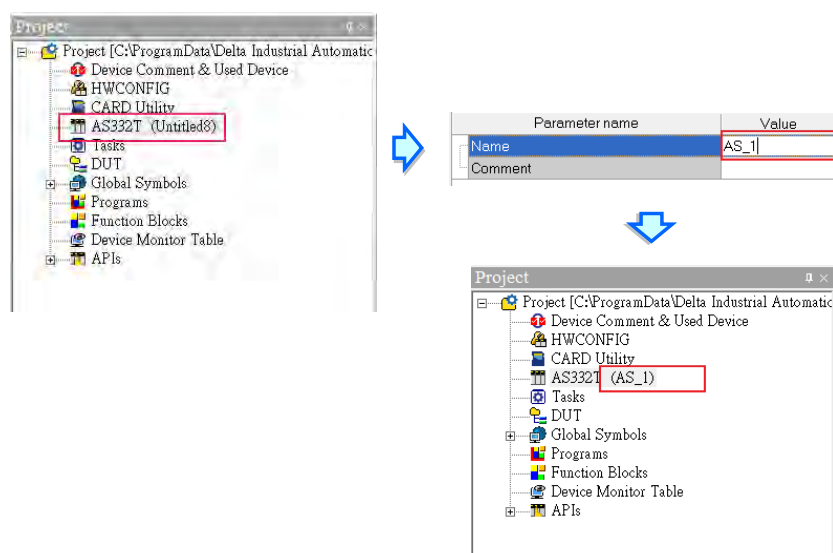 Project
Project [C:\ProgramData\Delta Industrial Automatic
Device Comment & Used Device
HWCONFIG
CARD Utility
AS332T (Untitled8)
Tasks
DUT
Global Symbols
Programs
Function Blocks
Device Monitor Table
APIs
Parameter name Value
Name AS_1
Comment
Project
Project [C:\ProgramData\Delta Industrial Automatic
Device Comment & Used Device
HWCONFIG
CARD Utility
AS332T (AS_1)
Tasks
DUT
Global Symbols
Programs
Function Blocks
Device Monitor Table
APIs